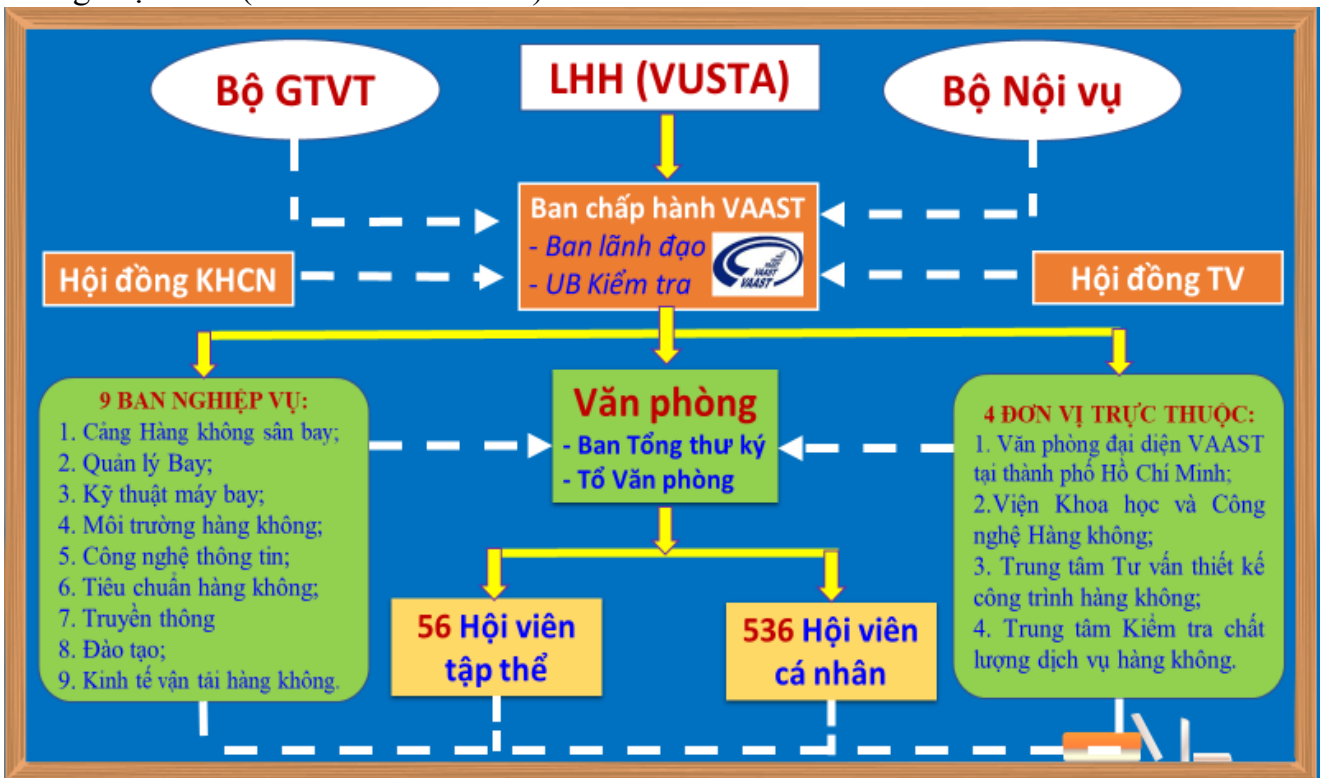 Bộ GTVT
LHH (VUSTA)
Bộ Nội vụ
Ban chấp hành VAAST
- Ban lãnh đạo
- UB Kiểm tra
VAAST
VAAST
Hội đồng KHCN
Hội đồng TV
9 BAN NGHIỆP VỤ:
1. Cảng Hàng không sân bay;
2. Quản lý Bay;
3. Kỹ thuật máy bay;
4. Môi trường hàng không;
5. Công nghệ thông tin;
6. Tiêu chuẩn hàng không;
7. Truyền thông
8. Đào tạo;
9. Kinh tế vận tải hàng không.
Văn phòng
- Ban Tổng thư ký
- Tổ Văn phòng
4 ĐƠN VỊ TRỰC THUỘC:
1. Văn phòng đại diện VAAST
tại thành phố Hồ Chí Minh;
2.Viện Khoa học và Công
nghệ Hàng không;
3. Trung tâm Tư vấn thiết kế
công trình hàng không;
4. Trung tâm Kiểm tra chất
lượng dịch vụ hàng không.
56 Hội viên
tập thể
536 Hội viên
cá nhân